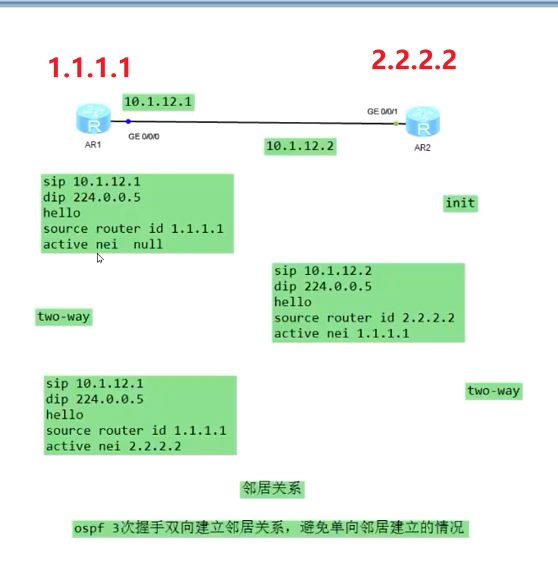 1.1.1.1
2.2.2.2
10.1.12.1
GE 0/0/1
R
R
GE 0/0/0
AR1
10.1.12.2
AR2
sip 10.1.12.1
dip 224.0.0.5
hello
source router id 1.1.1.1
active nei  null
init
sip 10.1.12.2
dip 224.0.0.5
hello
source router id 2.2.2.2
active nei 1.1.1.1
two-way
sip 10.1.12.1
dip 224.0.0.5
hello
source router id 1.1.1.1
active nei 2.2.2.2
two-way
邻居关系
ospf 3次握手双向建立邻居关系，避免单向邻居建立的情况